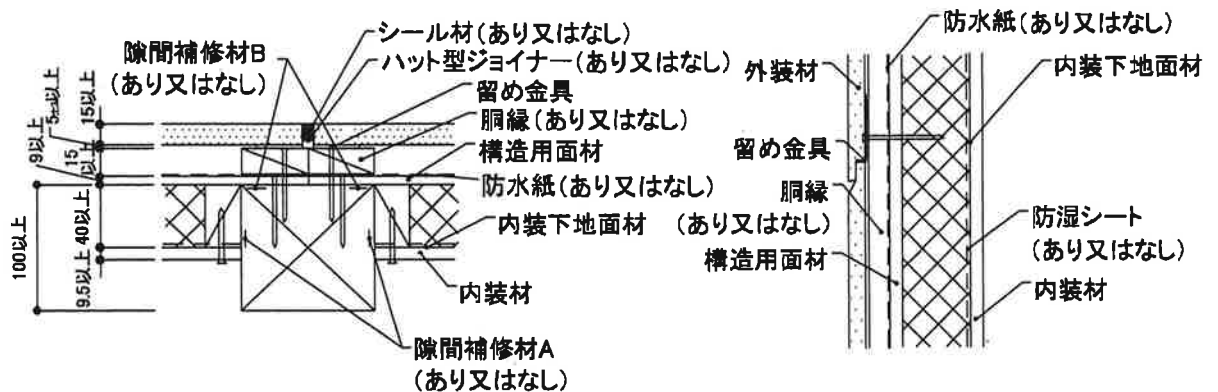 シール材(あり又はなし)
ハット型ジョイナー(あり又はなし)
留め金具
胴縁(あり又はなし)
構造用面材
防水紙(あり又はなし)
内装下地面材
内装材
隙間補修材A
(あり又はなし)
隙間補修材B
(あり又はなし)
15以上
5以上
15
以上
9以上
40以上
9.5以上
100以上
防水紙(あり又はなし)
内装下地面材
外装材
留め金具
胴縁
(あり又はなし)
構造用面材
防湿シート
(あり又はなし)
内装材